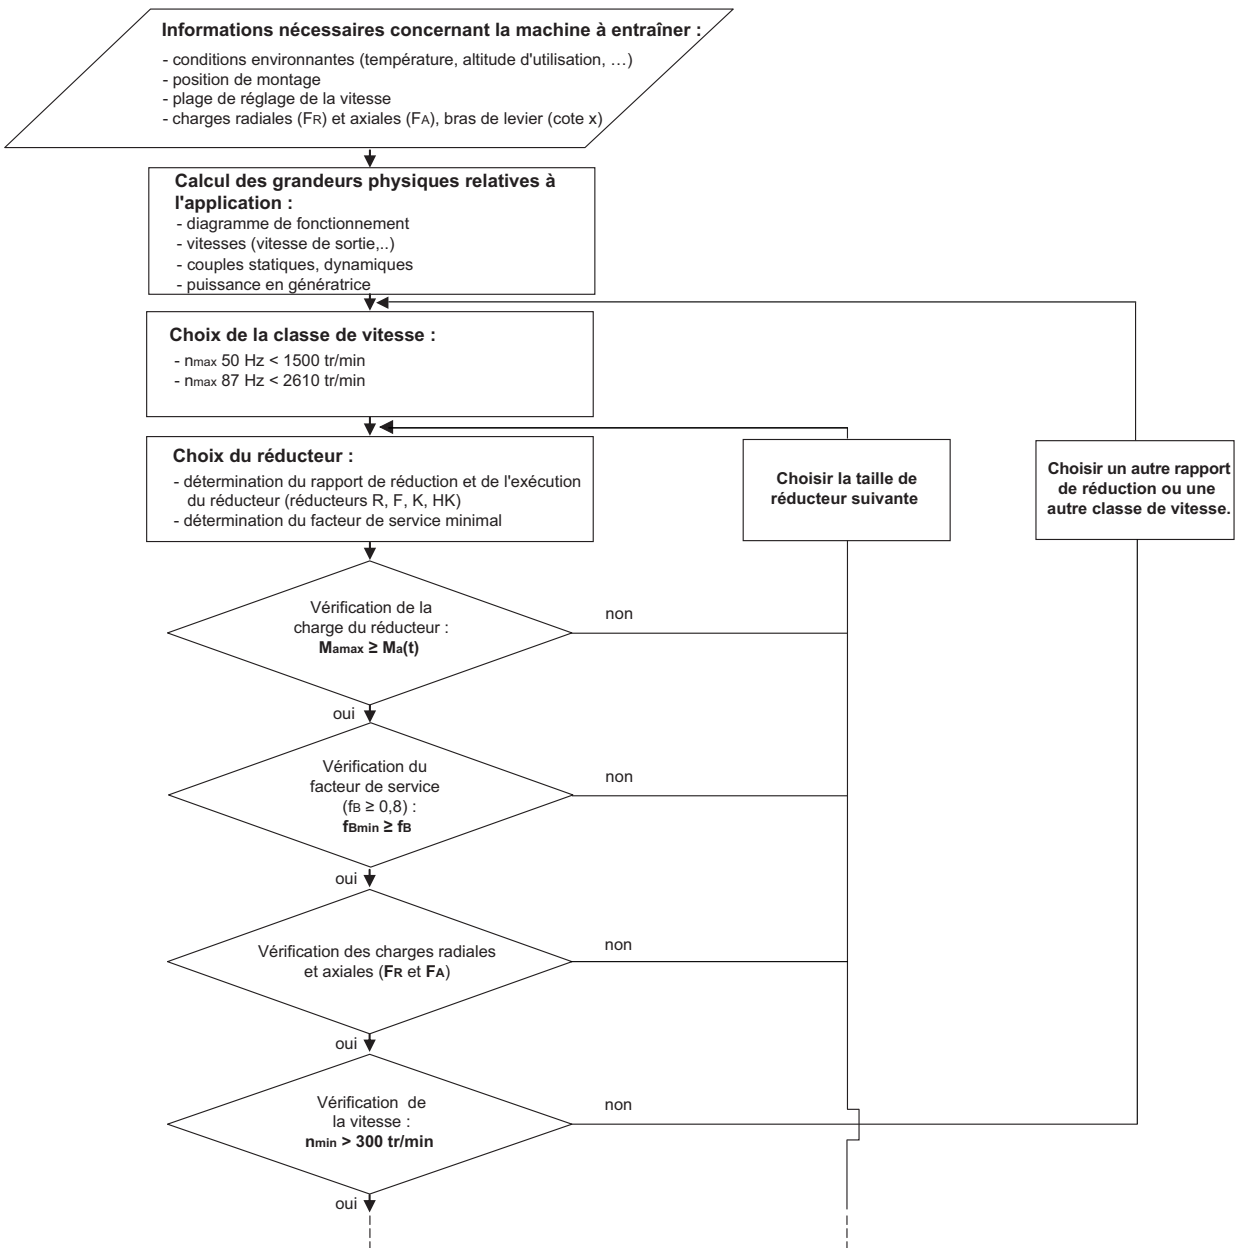 Informations nécessaires concernant la machine à entraîner :
- conditions environnantes (température, altitude d'utilisation, …)
- position de montage
- plage de réglage de la vitesse
- charges radiales (FR) et axiales (FA), bras de levier (cote x)
Calcul des grandeurs physiques relatives à
l'application :
- diagramme de fonctionnement
- vitesses (vitesse de sortie,..)
- couples statiques, dynamiques
- puissance en génératrice
Choix de la classe de vitesse :
- nmax 50 Hz < 1500 tr/min
- nmax 87 Hz < 2610 tr/min
Choix du réducteur :
- détermination du rapport de réduction et de l'exécution
du réducteur (réducteurs R, F, K, HK)
- détermination du facteur de service minimal
Choisir la taille de
réducteur suivante
Choisir un autre rapport
de réduction ou une
autre classe de vitesse.
Vérification de la
charge du réducteur :
Mamax ≥ Ma(t)
non
oui
Vérification du
facteur de service
(fB ≥ 0,8) :
fBmin ≥ fB
non
oui
Vérification des charges radiales
et axiales (FR et FA)
non
oui
Vérification de
la vitesse :
nmin > 300 tr/min
non
oui